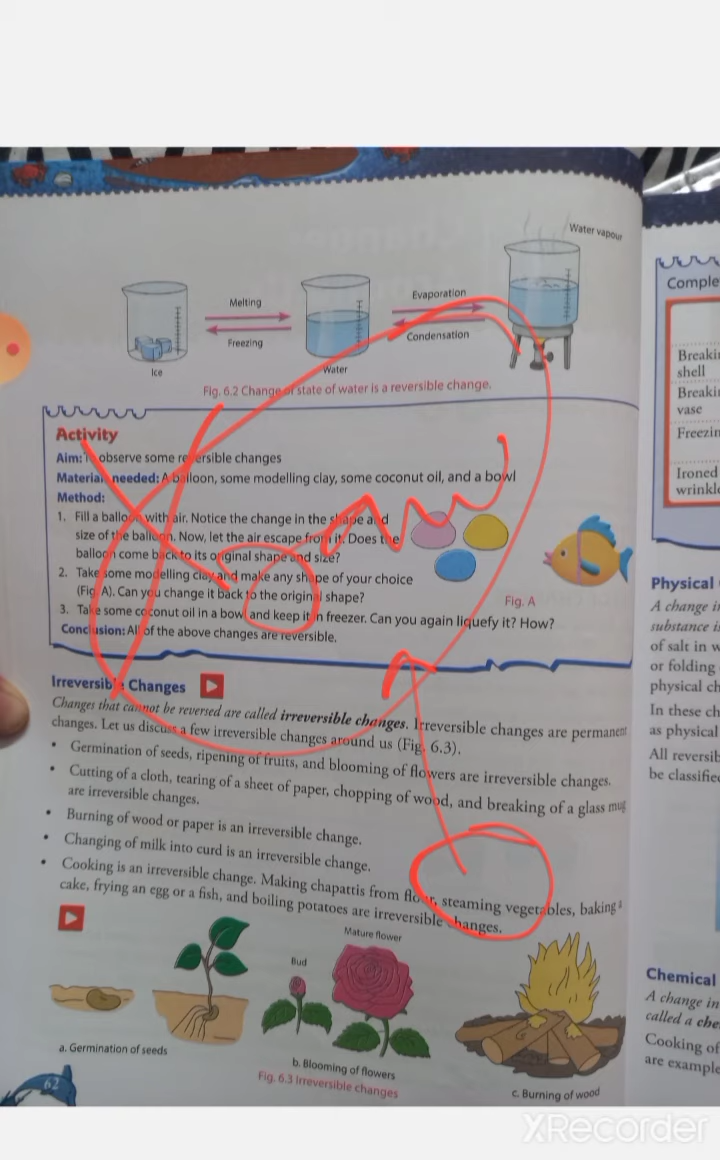 Water vapour
Melting
Evaporation
Freezing
Condensation
Ice
Water
Fig. 6.2 Change of state of water is a reversible change.
Activity
Aim: To observe some reversible changes
Materials needed: A balloon, some modelling clay, some coconut oil, and a bowl
Method:
1. Fill a balloon with air. Notice the change in the shape and
size of the balloon. Now, let the air escape from it. Does the
balloon come back to its original shape and size?
2. Take some modelling clay and make any shape of your choice
(Fig. A). Can you change it back to the original shape?
Fig. A
3. Take some coconut oil in a bowl and keep it in freezer. Can you again liquefy it? How?
Conclusion: All of the above changes are reversible.
Irreversible Changes
Changes that cannot be reversed are called irreversible changes. Irreversible changes are permanent
changes. Let us discuss a few irreversible changes around us (Fig. 6.3).
• Germination of seeds, ripening of fruits, and blooming of flowers are irreversible changes.
• Cutting of a cloth, tearing of a sheet of paper, chopping of wood, and breaking of a glass mug
are irreversible changes.
• Burning of wood or paper is an irreversible change.
• Changing of milk into curd is an irreversible change.
• Cooking is an irreversible change. Making chapattis from flour, steaming vegetables, baking a
cake, frying an egg or a fish, and boiling potatoes are irreversible changes.
Mature flower
Bud
a. Germination of seeds
b. Blooming of flowers
c. Burning of wood
Fig. 6.3 Irreversible changes
62
Comple
Breakin
shell
Breakin
vase
Freezin
Ironed
wrinkle
Physical
A change in
substance i
of salt in w
or folding
physical ch
In these ch
as physical
All reversib
be classified
Chemical
A change in
called a che
Cooking of
are example
XRecorder